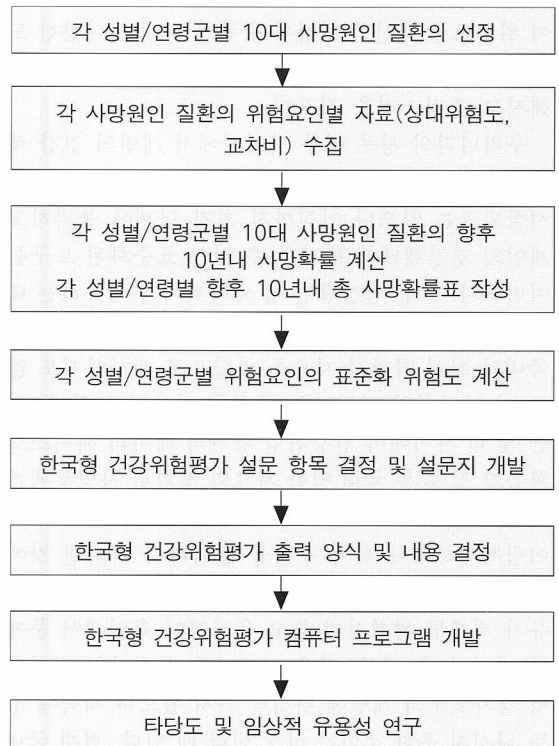 각 성별/연령군별 10대 사망원인 질환의 선정
각 사망원인 질환의 위험요인별 자료(상대위험도,
교차비) 수집
각 성별/연령군별 10대 사망원인 질환의 향후
10년내 사망확률 계산
각 성별/연령별 향후 10년내 총 사망확률표 작성
각 성별/연령군별 위험요인의 표준화 위험도 계산
한국형 건강위험평가 설문 항목 결정 및 설문지 개발
한국형 건강위험평가 출력 양식 및 내용 결정
한국형 건강위험평가 컴퓨터 프로그램 개발
타당도 및 임상적 유용성 연구